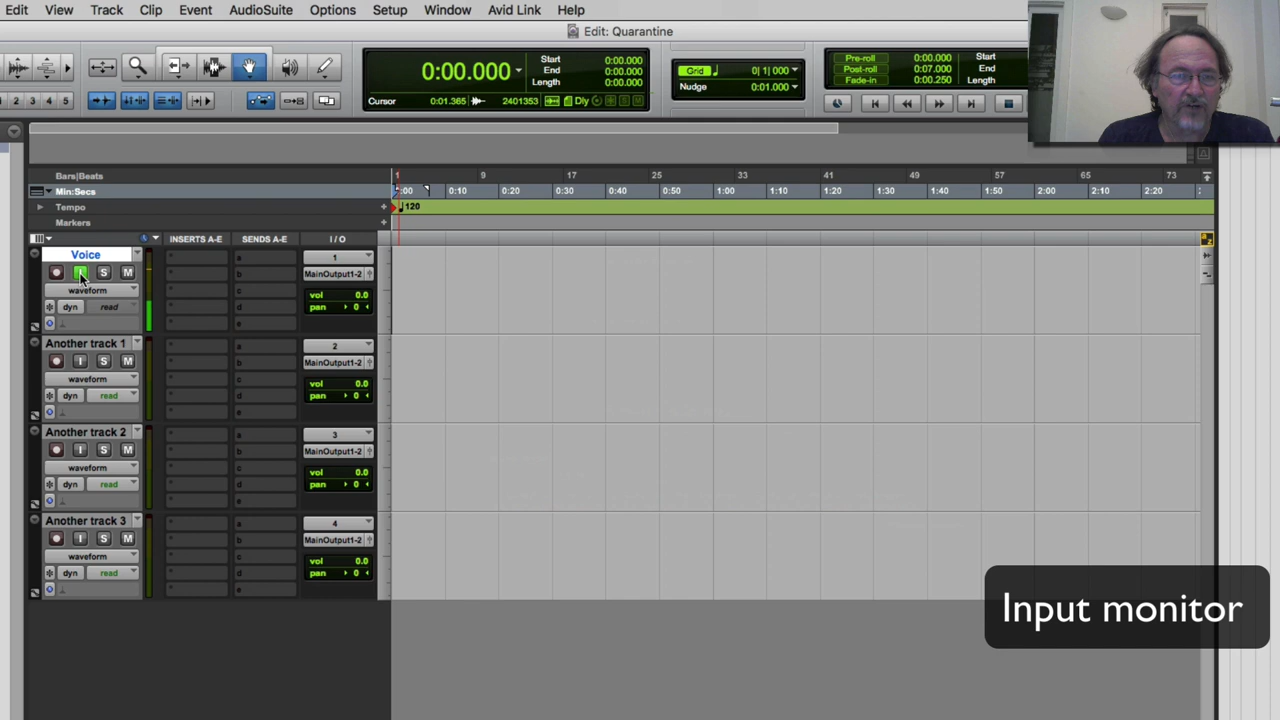 Edit View Track Clip Event AudioSuite Options Setup Window Avid Link Help
Edit: Quarantine
0:00.000
Start 0:00.000
End 0:00.000
Length 0:00.000
Cursor 0:01.365 2401353 Dly
Grid 0| 1| 000
Nudge 0:01.000
Pre-roll 0:00.000 Start
Post-roll 0:07.000 End
Fade-in 0:00.250 Length
2 3 4 5
Bars|Beats 1 9 17 25 33 41 49 57 65 73
Min:Secs 0:10 0:20 0:30 0:40 0:50 1:00 1:10 1:20 1:30 1:40 1:50 2:00 2:10 2:20
Tempo 120
Markers
INSERTS A-E SENDS A-E I / O
a z
Voice a 1
I S M b MainOutput1-2
waveform c vol 0.0
dyn read d pan 0
e
Another track 1 a 2
I S M b MainOutput1-2
waveform c vol 0.0
dyn read d pan 0
e
Another track 2 a 3
I S M b MainOutput1-2
waveform c vol 0.0
dyn read d pan 0
e
Another track 3 a 4
I S M b MainOutput1-2
waveform c vol 0.0
dyn read d pan 0
e
Input monitor